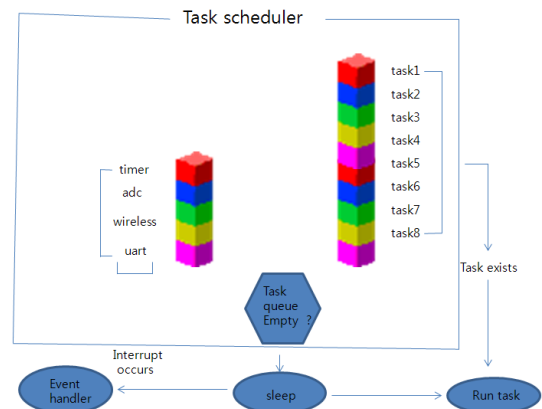 Task scheduler
task1
task2
task3
task4
task5
task6
task7
task8
timer
adc
wireless
uart
Task exists
Task
queue
Empty ?
Interrupt
occurs
Event
handler
sleep
Run task